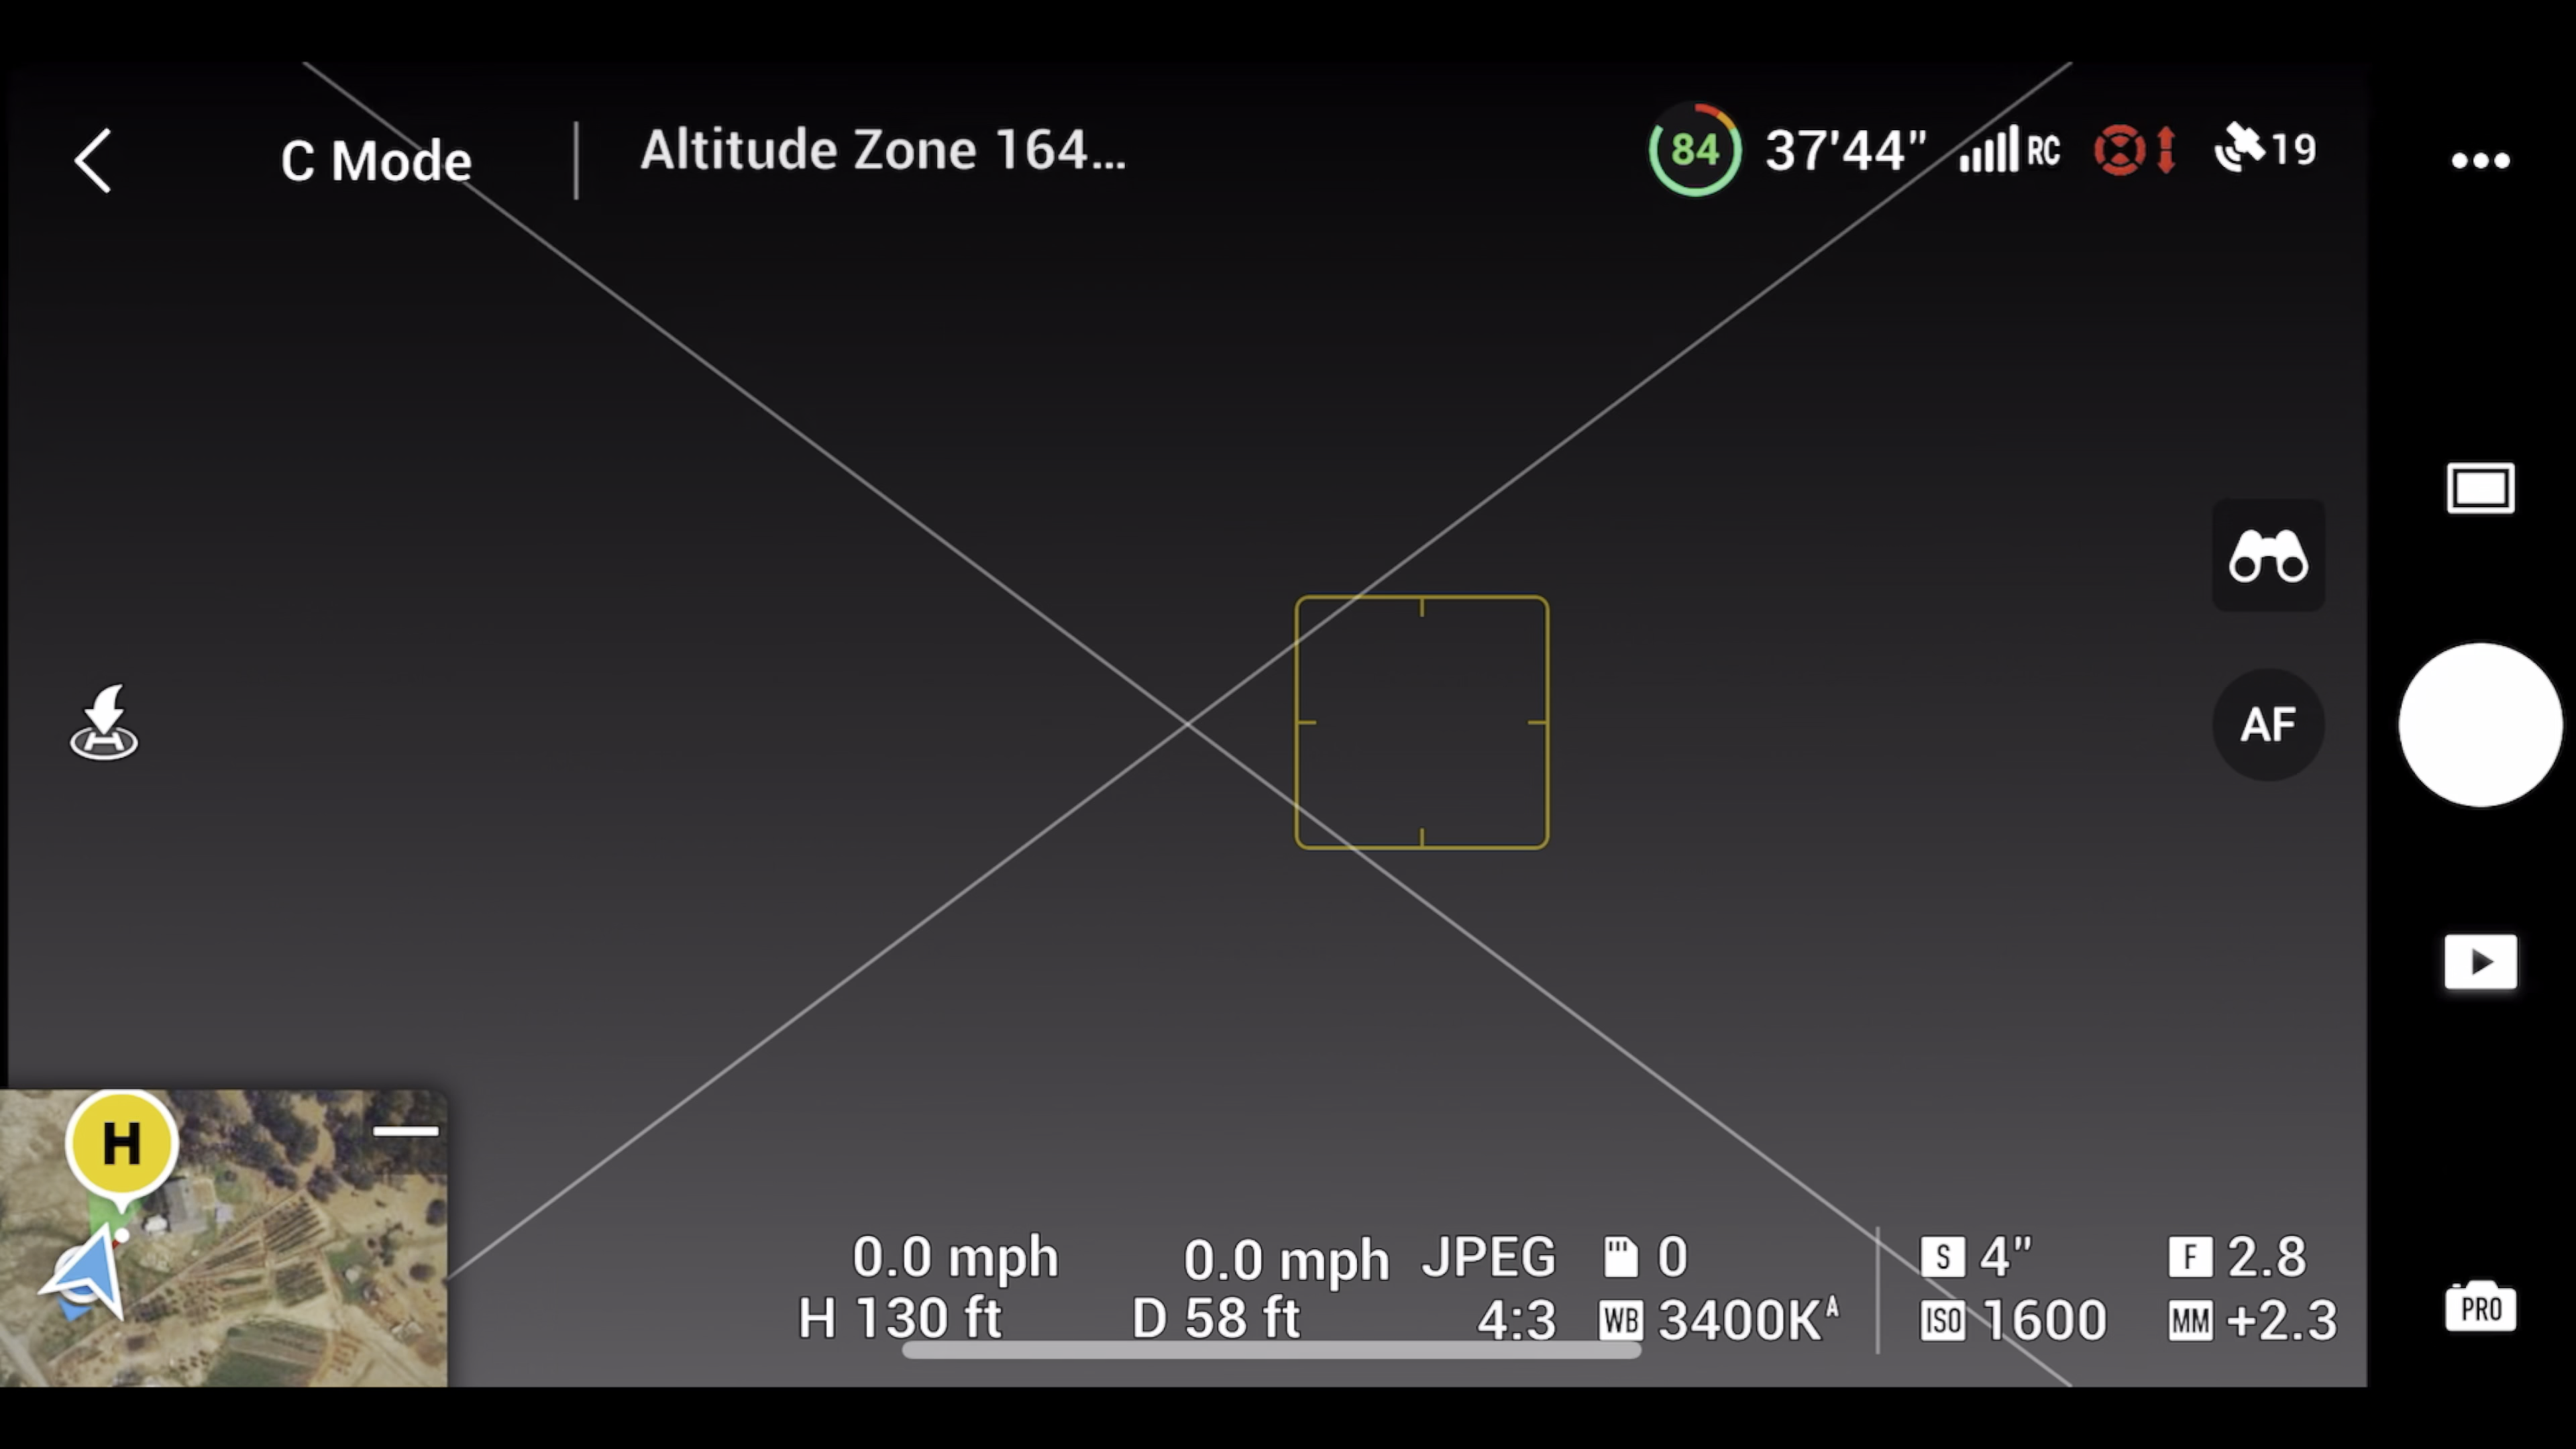 C Mode
Altitude Zone 164...
84
37'44"
RC
19
AF
H
0.0 mph
0.0 mph
JPEG
0
S 4"
F 2.8
H 130 ft
D 58 ft
4:3
WB 3400K A
ISO 1600
MM +2.3
PRO